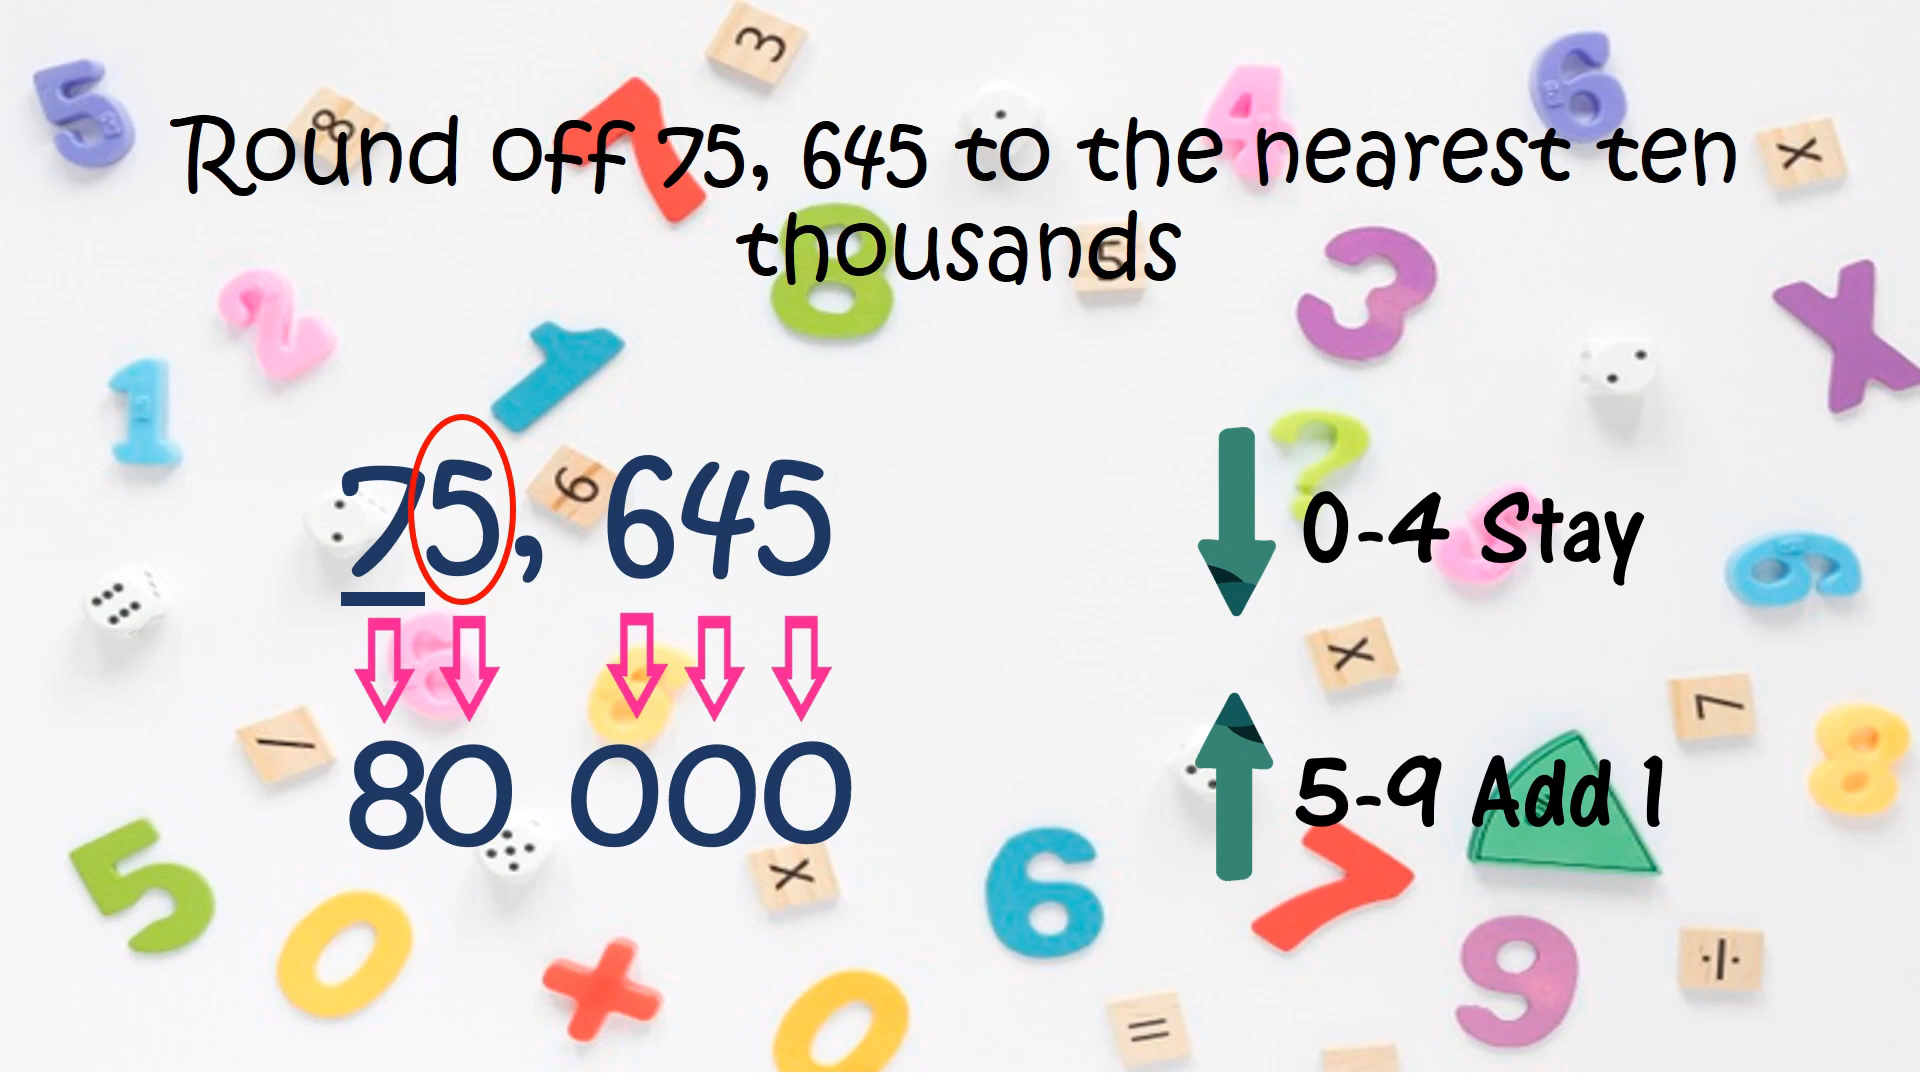 Round off 75, 645 to the nearest ten
thousands
75, 645
80 000
0-4 Stay
5-9 Add 1